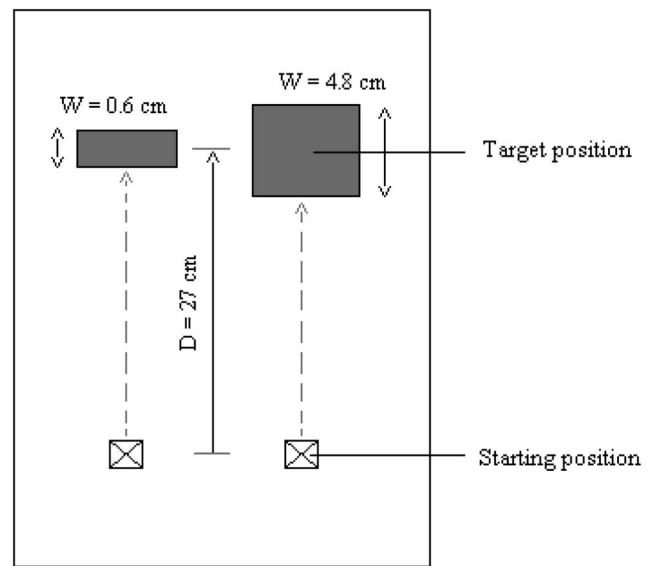 W = 4.8 cm
W = 0.6 cm
Target position
D = 27 cm
Starting position